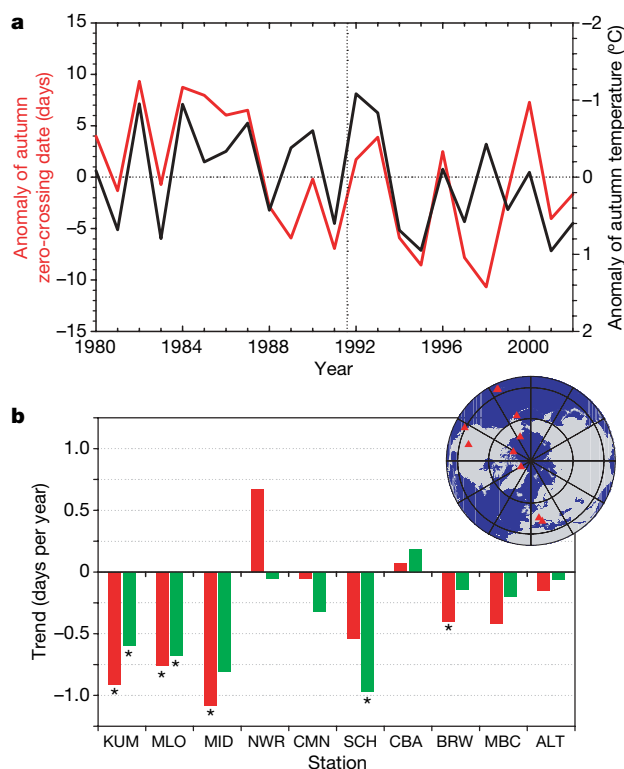 a
Anomaly of autumn
zero-crossing date (days)
15
10
5
0
−5
−10
−15
−2
−1
0
1
2
Anomaly of autumn temperature (ºC)
1980
1984
1988
1992
1996
2000
Year
b
Trend (days per year)
1.0
0.5
0
−0.5
−1.0
*
*
*
*
*
*
*
KUM
MLO
MID
NWR
CMN
SCH
CBA
BRW
MBC
ALT
Station